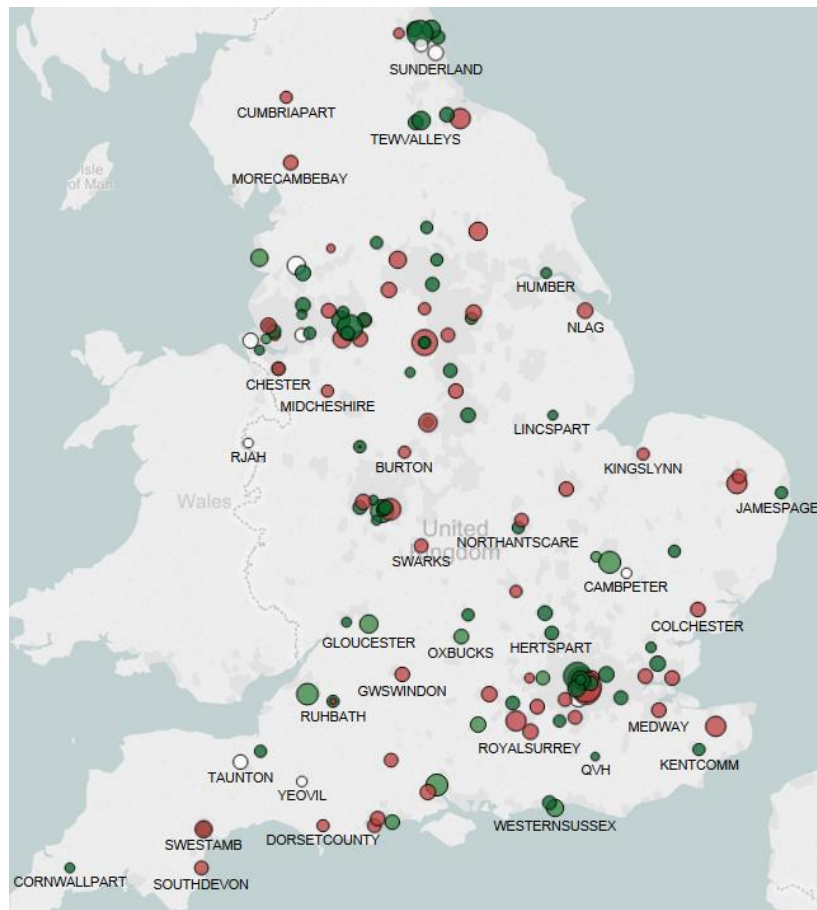 SUNDERLAND
CUMBRIAPART
TEWVALLEYS
Isle
of Man
MORECAMBEBAY
HUMBER
NLAG
CHESTER
MIDCHESHIRE
LINCSPART
RJAH
BURTON
KINGSLYNN
Wales
JAMESPAGE
United
Kingdom
NORTHANTSCARE
SWARKS
CAMBPETER
COLCHESTER
GLOUCESTER
OXBUCKS
HERTSPART
GWSWINDON
RUHBATH
MEDWAY
ROYALSURREY
KENTCOMM
QVH
TAUNTON
YEOVIL
WESTERNSUSSEX
SWESTAMB
DORSETCOUNTY
CORNWALLPART
SOUTHDEVON